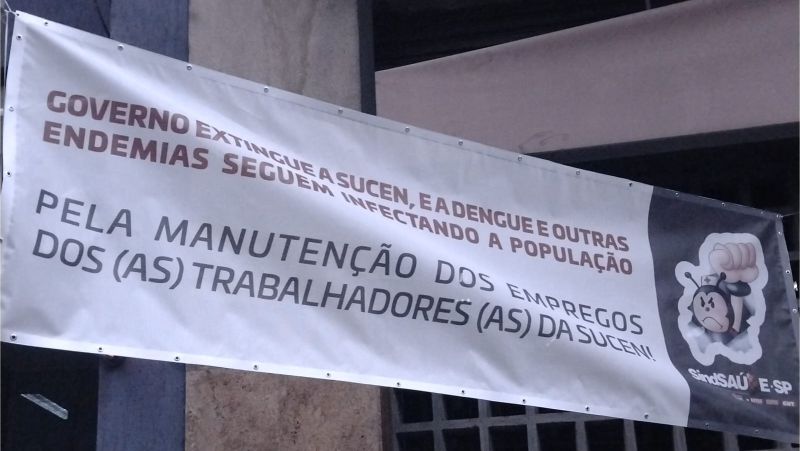 GOVERNO EXTINGUE A SUCEN, E A DENGUE E OUTRAS
ENDEMIAS SEGUEM INFECTANDO A POPULAÇÃO
PELA MANUTENÇÃO DOS EMPREGOS
DOS (AS) TRABALHADORES (AS) DA SUCEN!
SindSAÚDE-SP